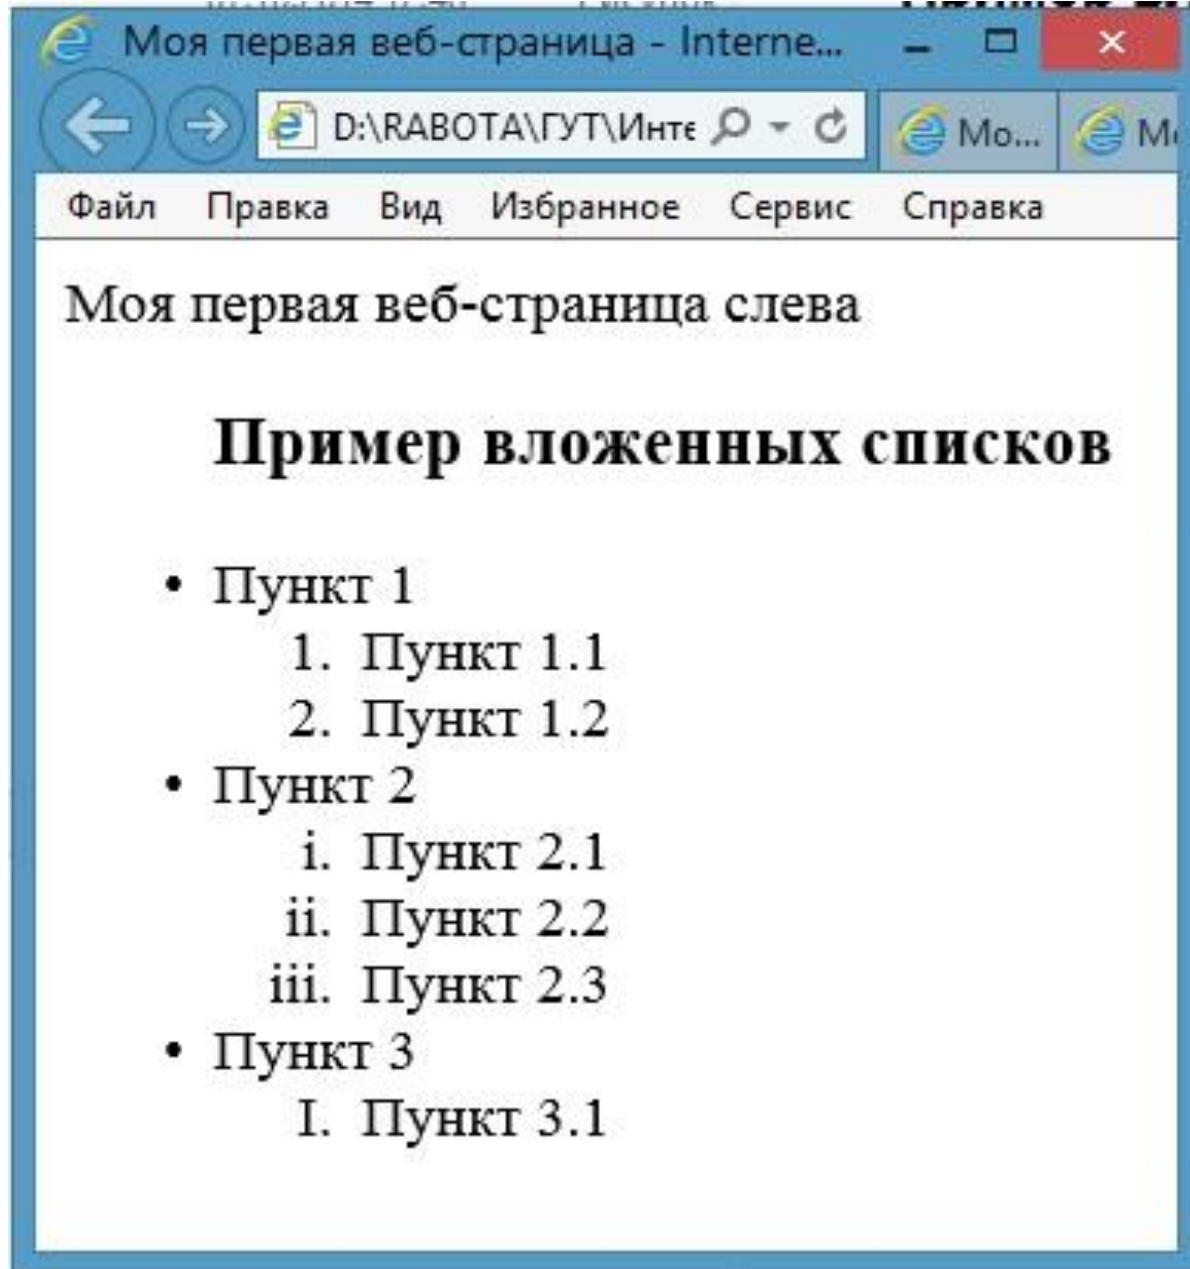 Моя первая веб-страница - Interne...
D:\RABOTA\ГУТ\Инте
Мо...
Файл Правка Вид Избранное Сервис Справка
Моя первая веб-страница слева
Пример вложенных списков
• Пункт 1
1. Пункт 1.1
2. Пункт 1.2
• Пункт 2
i. Пункт 2.1
ii. Пункт 2.2
iii. Пункт 2.3
• Пункт 3
I. Пункт 3.1